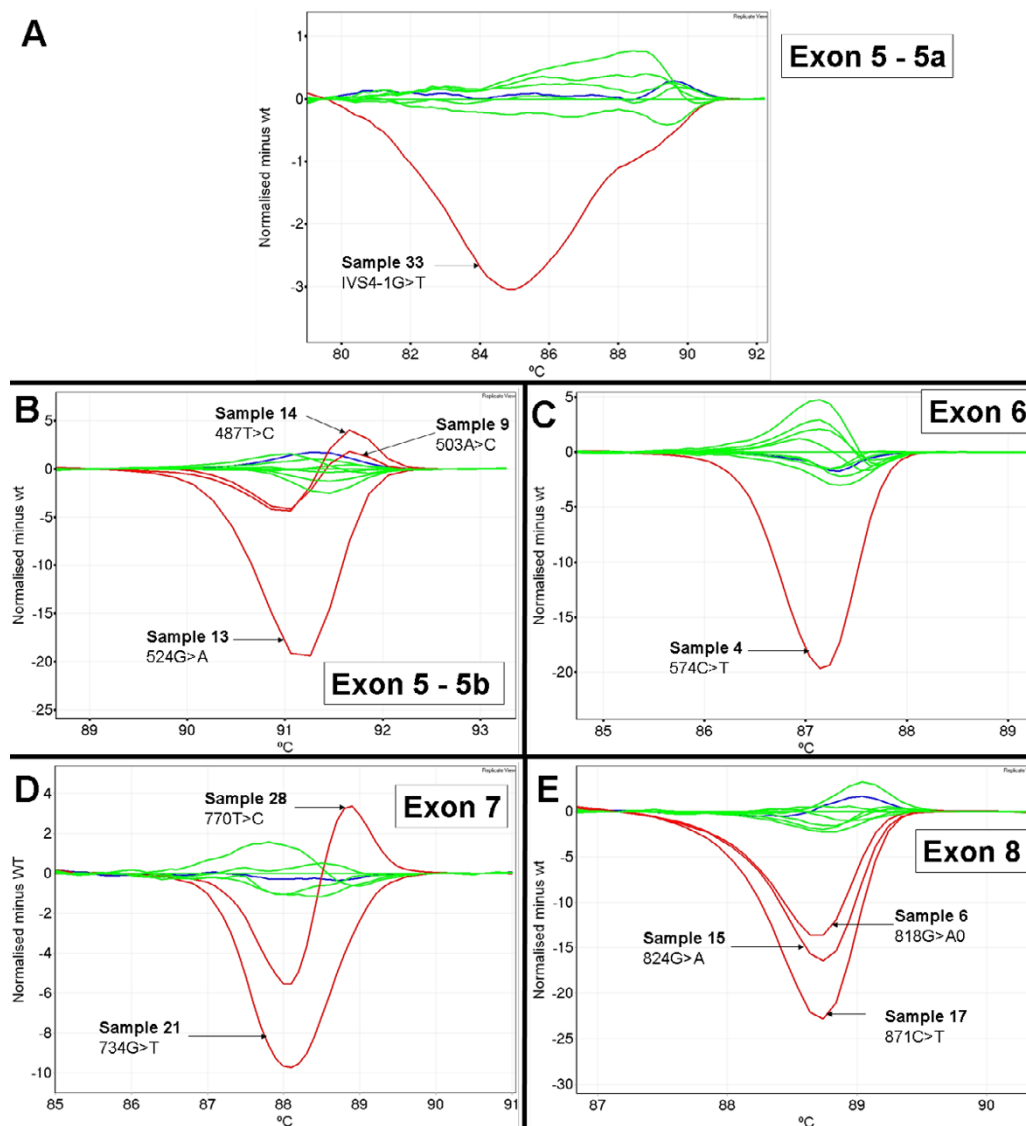 A
Replicate View
Exon 5 - 5a
Normalised minus wt
1
0
-1
-2
-3
Sample 33
IVS4-1G>T
80
82
84
86
88
90
92
ºC
B
Replicate View
Normalised minus wt
5
0
-5
-10
-15
-20
-25
Sample 14
487T>C
Sample 9
503A>C
Sample 13
524G>A
Exon 5 - 5b
89
90
91
92
93
ºC
C
Exon 6
Normalised minus wt
5
0
-5
-10
-15
-20
Sample 4
574C>T
85
86
87
88
89
ºC
D
Replicate View
Exon 7
Normalised minus WT
4
2
0
-2
-4
-6
-8
-10
Sample 28
770T>C
Sample 21
734G>T
85
86
87
88
89
90
91
ºC
E
Replicate View
Exon 8
Normalised minus wt
0
-5
-10
-15
-20
-25
-30
Sample 6
818G>A0
Sample 15
824G>A
Sample 17
871C>T
87
88
89
90
ºC